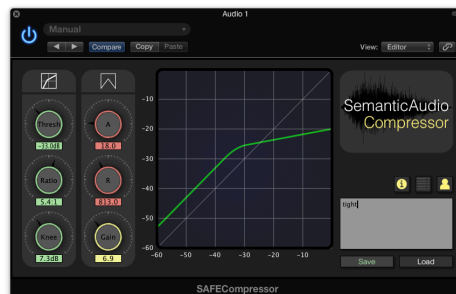 Audio 1
Manual
Compare Copy Paste View: Editor
Thresh A
-33.0dB 18.0
Ratio R
5.4:1 813.0
Knee Gain
7.3dB 6.9
-10
-20
-30
-40
-50
-60
-60 -50 -40 -30 -20 -10
SemanticAudio
Compressor
i
tight
Save Load
SAFECompressor